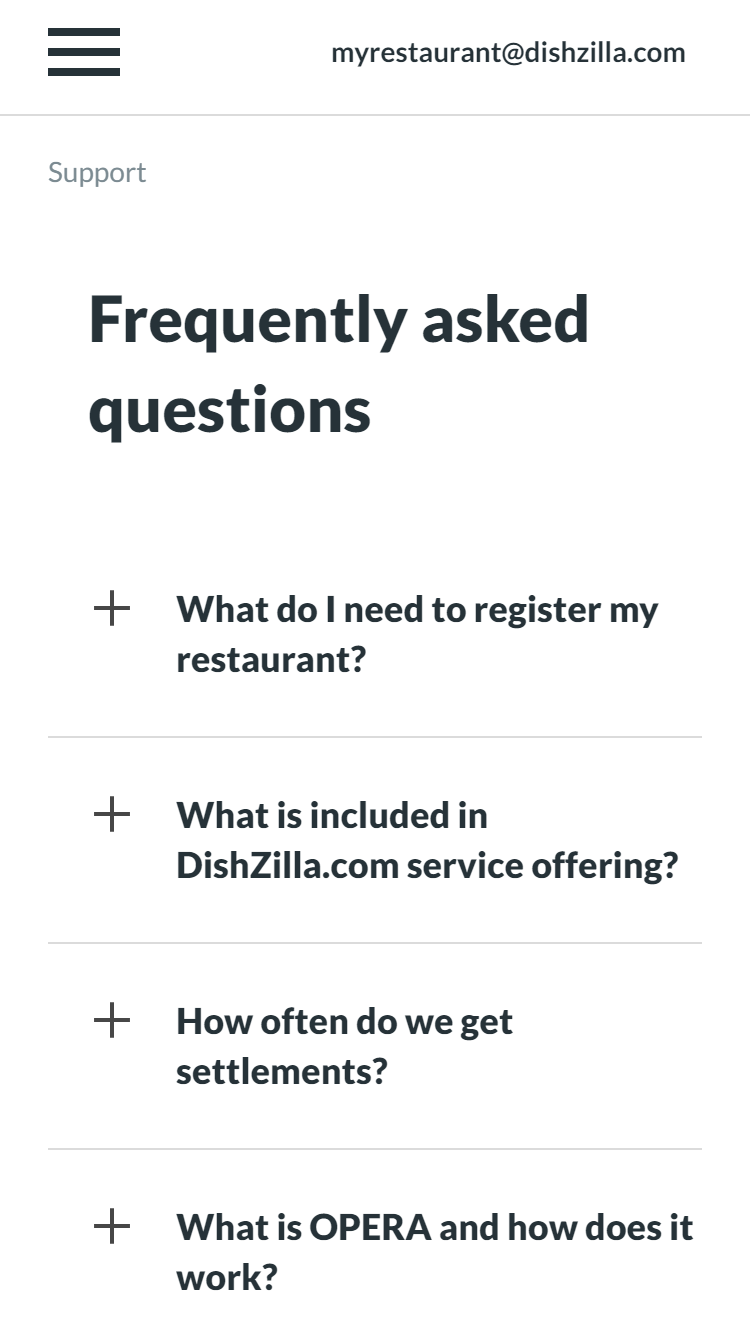 myrestaurant@dishzilla.com
Support
Frequently asked
questions
What do I need to register my
restaurant?
What is included in
DishZilla.com service offering?
How often do we get
settlements?
What is OPERA and how does it
work?